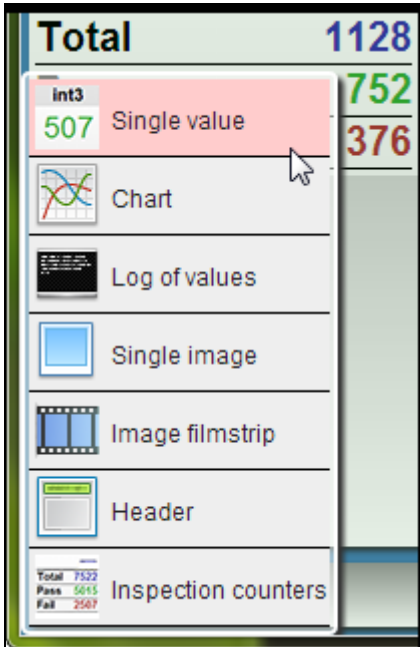 Total 1128
752
376
int3
507 Single value
Chart
Log of values
Single image
Image filmstrip
Header
Total 7522
Pass 5015
Fail 2507
Inspection counters